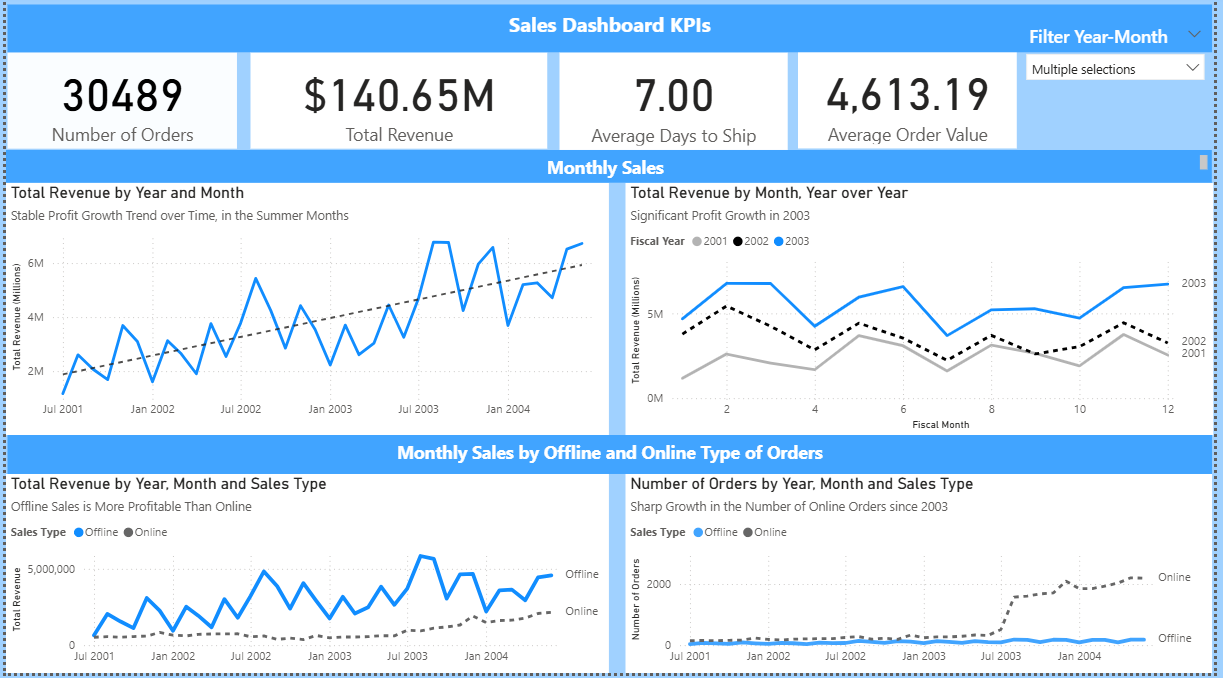 Sales Dashboard KPIs
Filter Year-Month
Multiple selections
30489
Number of Orders
$140.65M
Total Revenue
7.00
Average Days to Ship
4,613.19
Average Order Value
Monthly Sales
Total Revenue by Year and Month
Stable Profit Growth Trend over Time, in the Summer Months
Total Revenue (Millions)
6M
4M
2M
Jul 2001
Jan 2002
Jul 2002
Jan 2003
Jul 2003
Jan 2004
Total Revenue by Month, Year over Year
Significant Profit Growth in 2003
Fiscal Year 2001 2002 2003
Total Revenue (Millions)
5M
0M
2003
2002
2001
2
4
6
8
10
12
Fiscal Month
Monthly Sales by Offline and Online Type of Orders
Total Revenue by Year, Month and Sales Type
Offline Sales is More Profitable Than Online
Sales Type Offline Online
Total Revenue
5,000,000
0
Offline
Online
Jul 2001
Jan 2002
Jul 2002
Jan 2003
Jul 2003
Jan 2004
Number of Orders by Year, Month and Sales Type
Sharp Growth in the Number of Online Orders since 2003
Sales Type Offline Online
Number of Orders
2000
0
Online
Offline
Jul 2001
Jan 2002
Jul 2002
Jan 2003
Jul 2003
Jan 2004